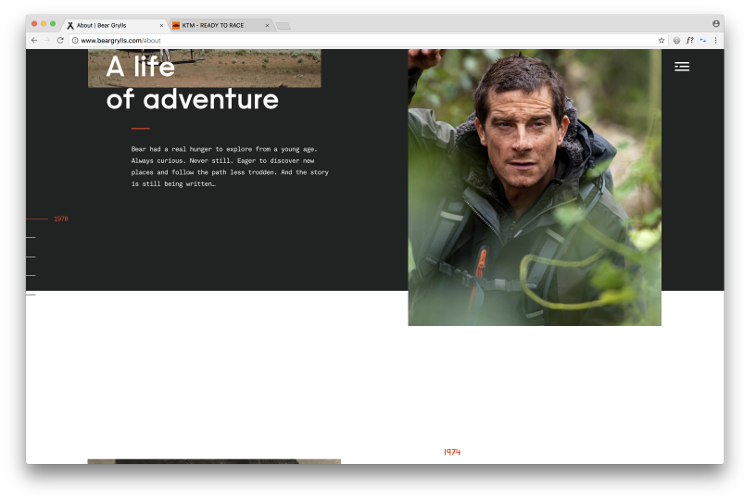 About | Bear Grylls
KTM - READY TO RACE
www.beargrylls.com/about
f?
A life
of adventure
Bear had a real hunger to explore from a young age.
Always curious. Never still. Eager to discover new
places and follow the path less trodden. And the story
is still being written…
1970
1974